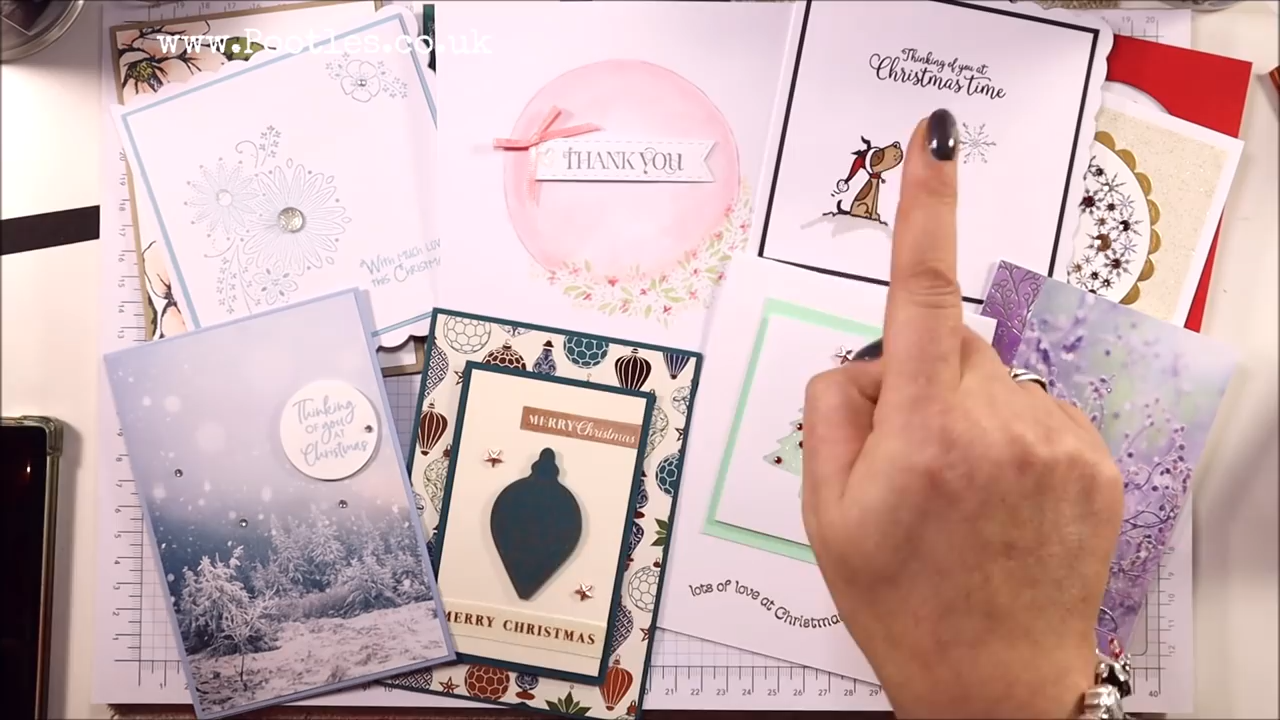 www.Pootles.co.uk
Thinking of you at
Christmas time
THANK YOU
With much love
this Christma
Thinking
of you at
Christmas
MERRY Christmas
MERRY CHRISTMAS
lots of love at Christmas